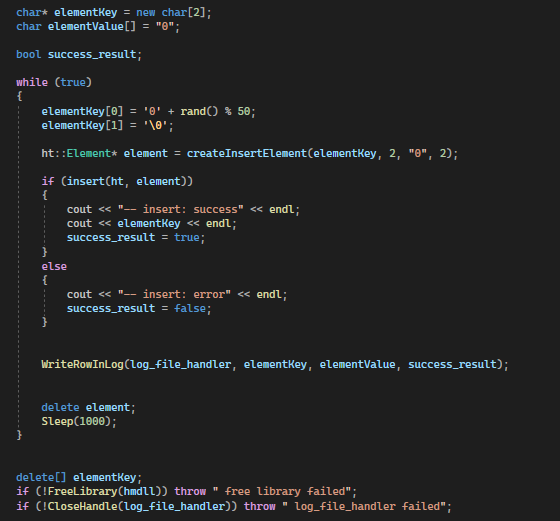 char* elementKey = new char[2];
char elementValue[] = "0";
bool success_result;
while (true)
{
elementKey[0] = '0' + rand() % 50;
elementKey[1] = '\0';
ht::Element* element = createInsertElement(elementKey, 2, "0", 2);
if (insert(ht, element))
{
cout << "-- insert: success" << endl;
cout << elementKey << endl;
success_result = true;
}
else
{
cout << "-- insert: error" << endl;
success_result = false;
}
WriteRowInLog(log_file_handler, elementKey, elementValue, success_result);
delete element;
Sleep(1000);
}
delete[] elementKey;
if (!FreeLibrary(hmdll)) throw " free library failed";
if (!CloseHandle(log_file_handler)) throw " log_file_handler failed";